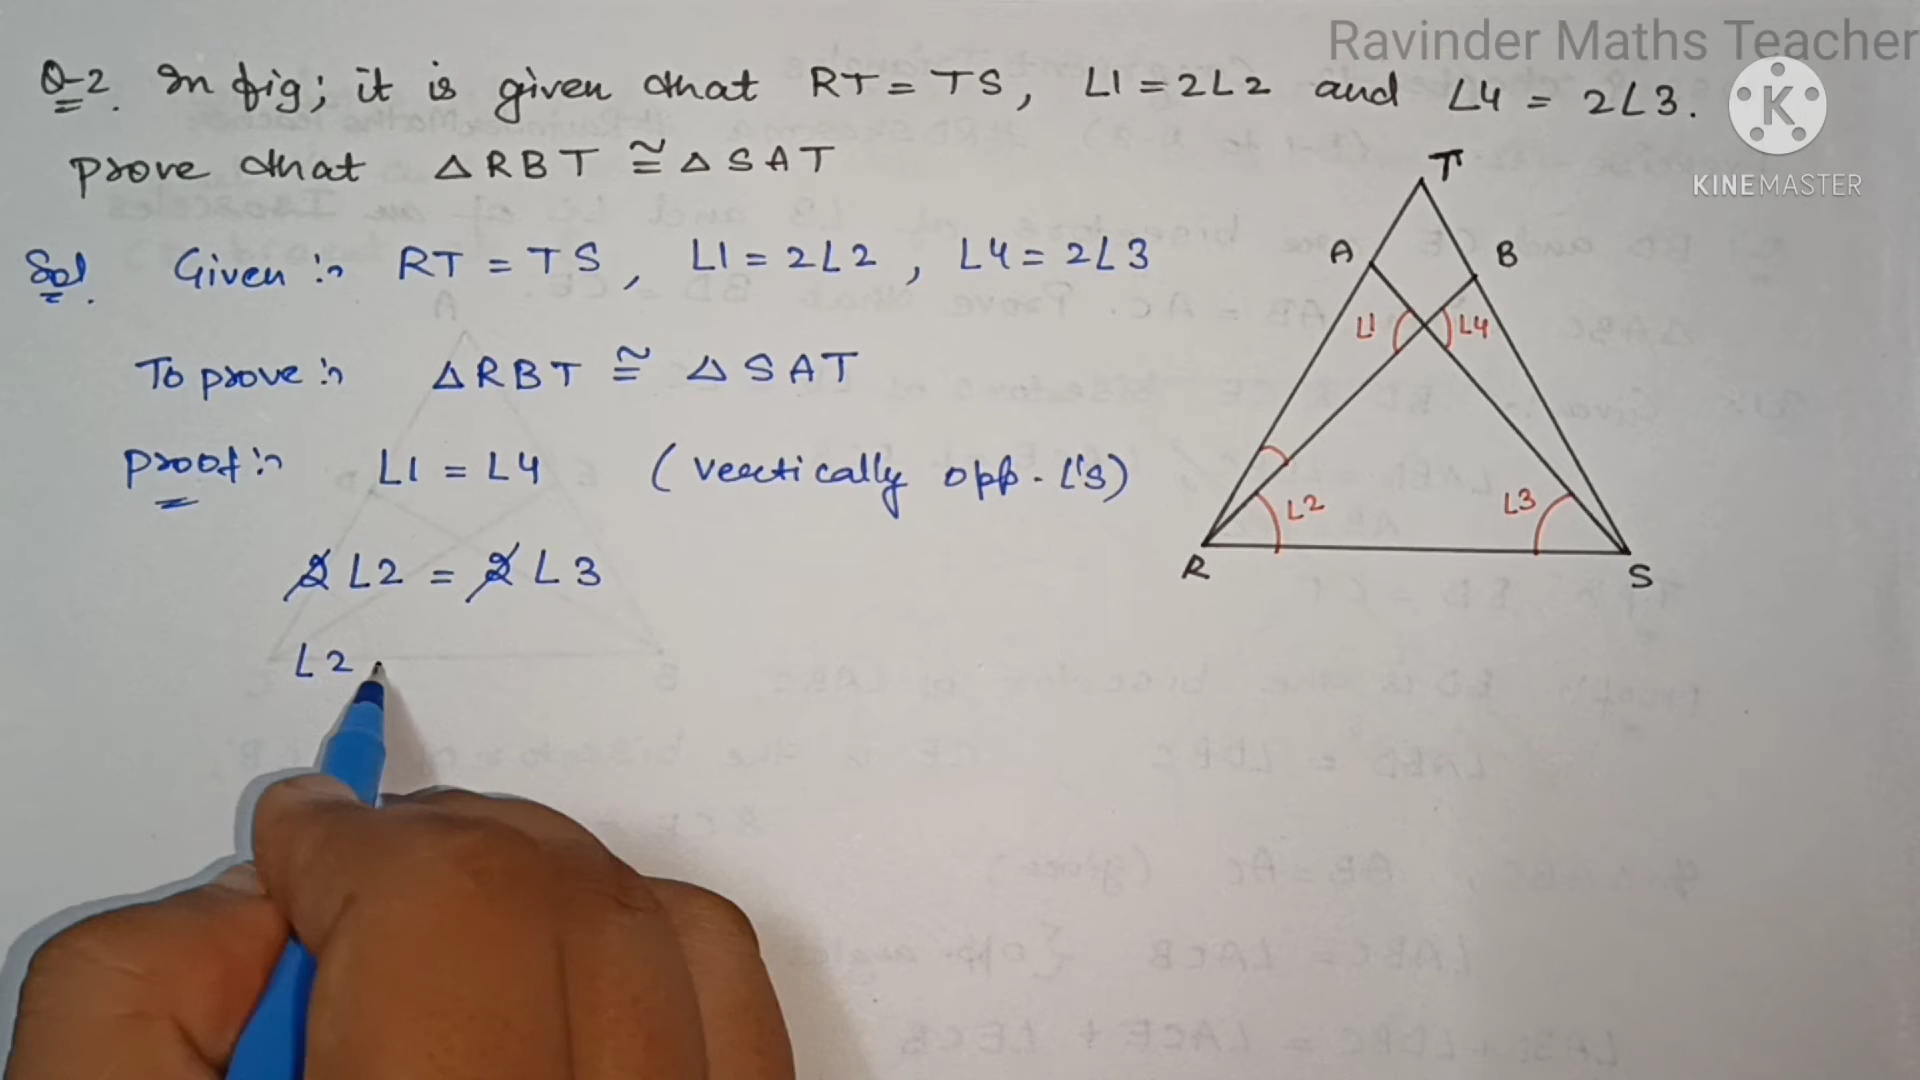 Ravinder Maths Teacher
K
KINEMASTER
Q-2. In fig; it is given that RT = TS, ∠1 = 2∠2 and ∠4 = 2∠3.
prove that △RBT ≅ △SAT
Sol. Given :- RT = TS, ∠1 = 2∠2, ∠4 = 2∠3
To prove :- △RBT ≅ △SAT
Proof :- ∠1 = ∠4 (vertically opp. ∠'s)
2∠2 = 2∠3
∠2
T
A B
∠1 ∠4
∠2 ∠3
R S